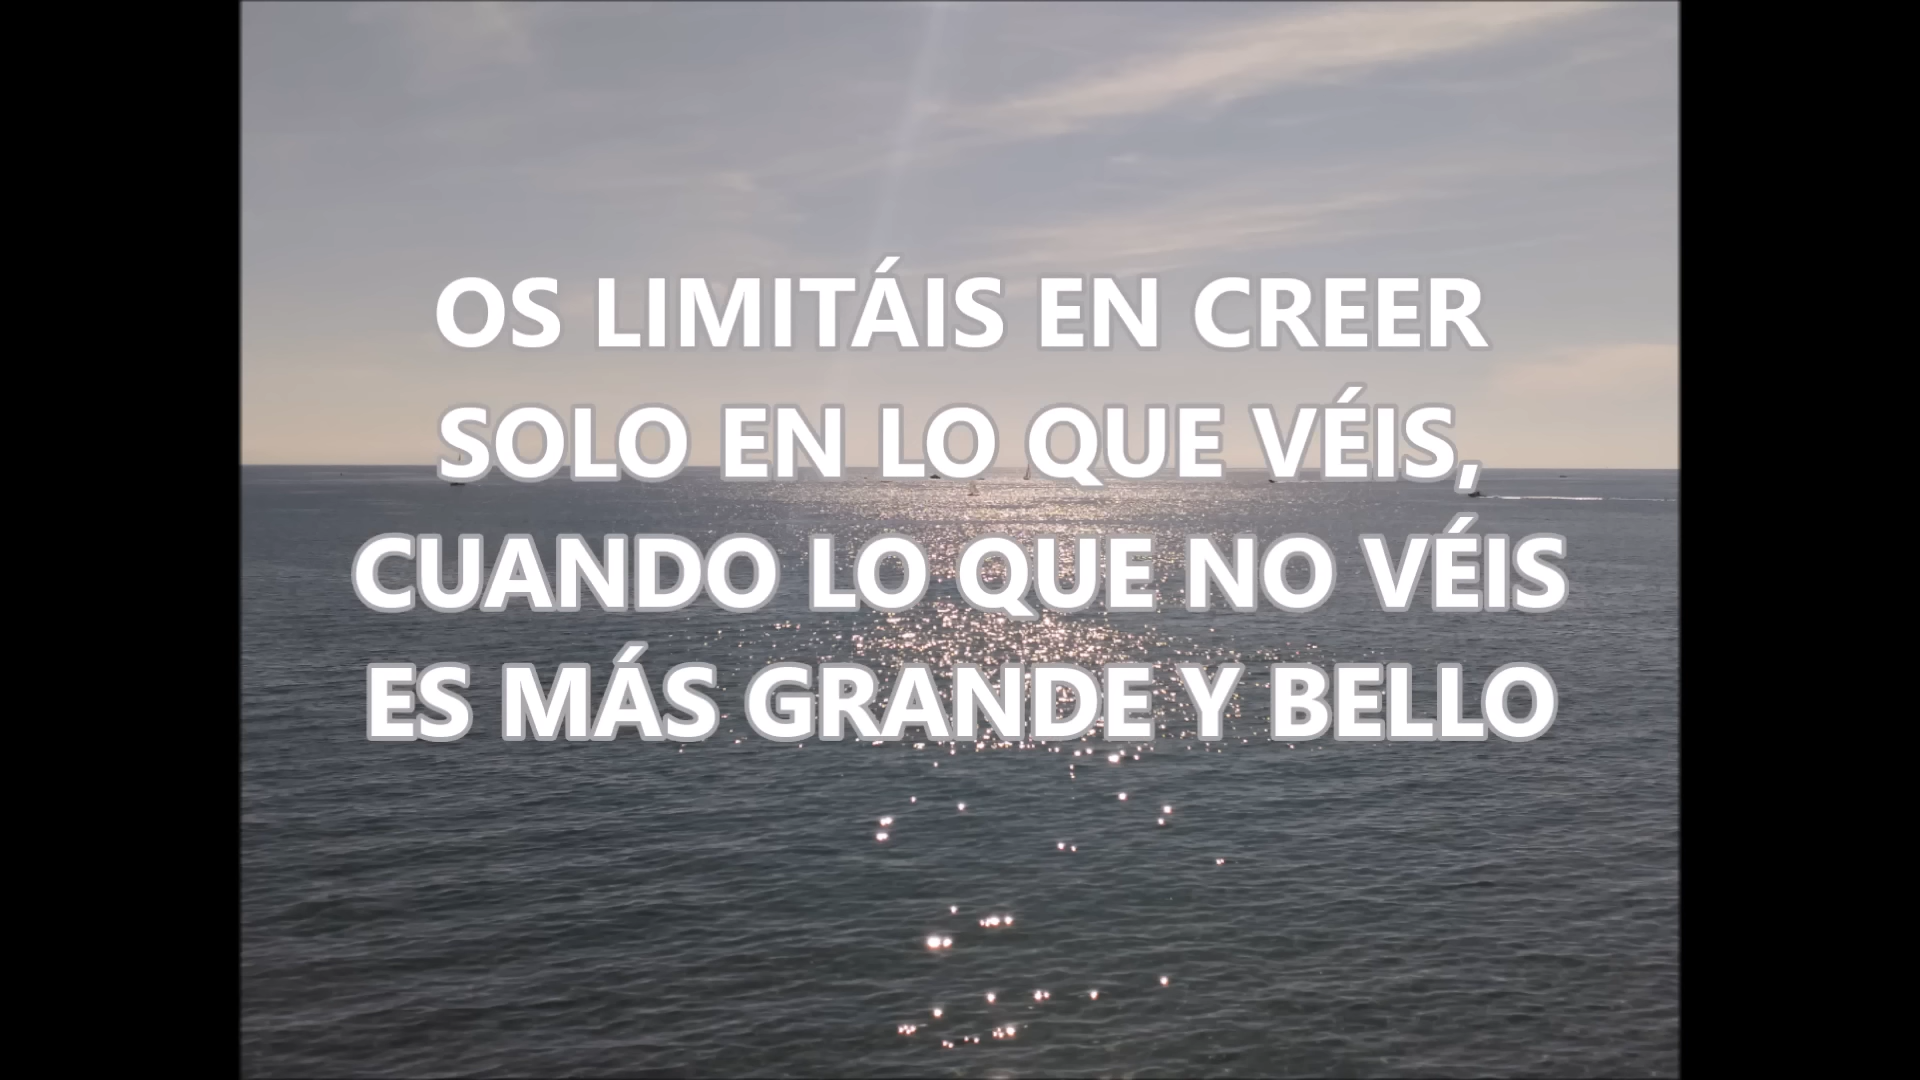 OS LIMITÁIS EN CREER
SOLO EN LO QUE VÉIS,
CUANDO LO QUE NO VÉIS
ES MÁS GRANDE Y BELLO